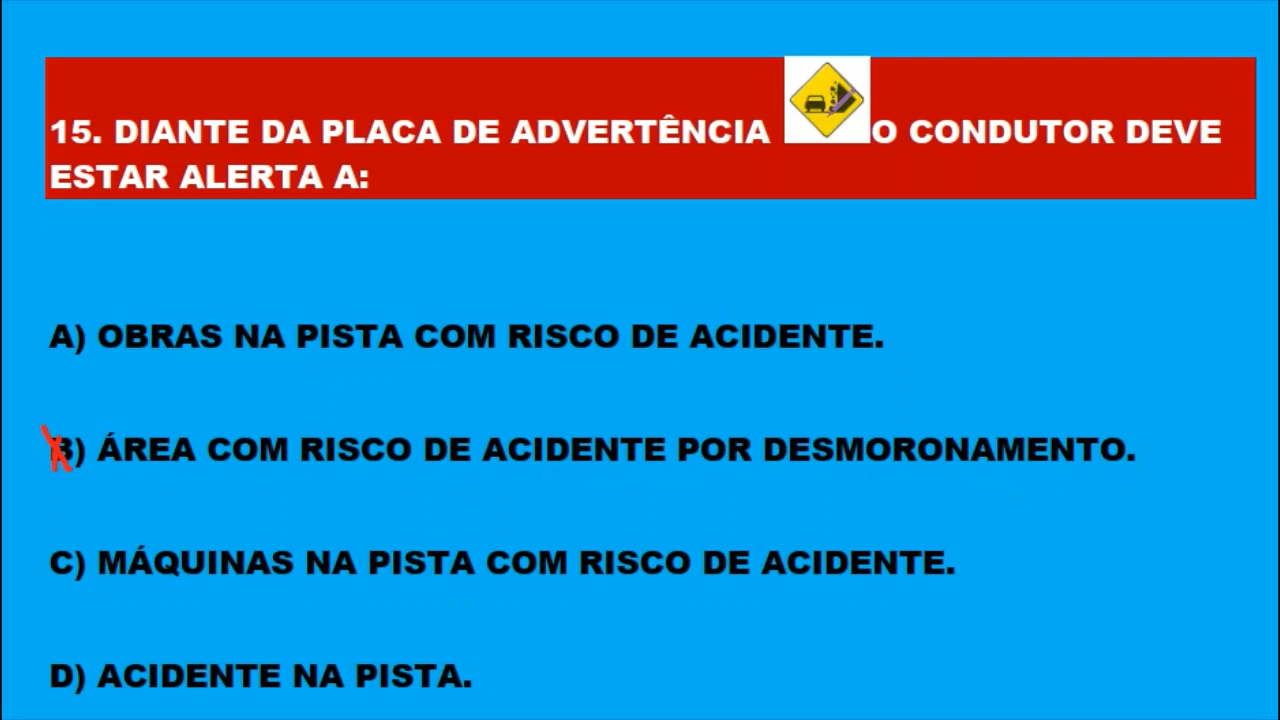 15. DIANTE DA PLACA DE ADVERTÊNCIA O CONDUTOR DEVE
ESTAR ALERTA A:
A) OBRAS NA PISTA COM RISCO DE ACIDENTE.
B) ÁREA COM RISCO DE ACIDENTE POR DESMORONAMENTO.
C) MÁQUINAS NA PISTA COM RISCO DE ACIDENTE.
D) ACIDENTE NA PISTA.